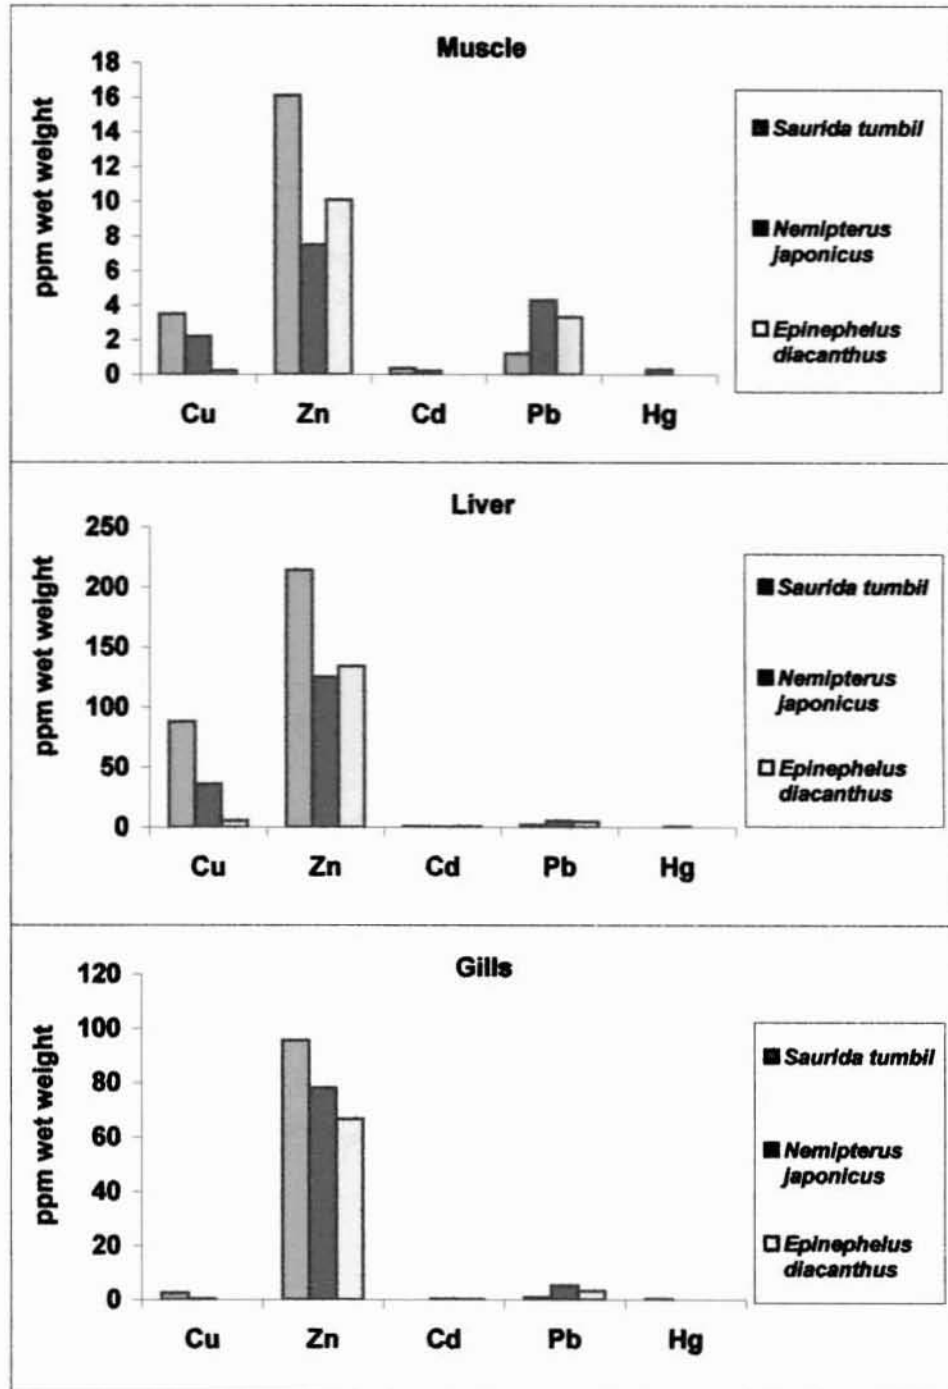 Muscle
18
16
14
12
10
8
6
4
2
0
ppm wet weight
Cu Zn Cd Pb Hg
Saurida tumbil
Nemipterus
japonicus
Epinephelus
diacanthus
Liver
250
200
150
100
50
0
ppm wet weight
Cu Zn Cd Pb Hg
Saurida tumbil
Nemipterus
japonicus
Epinephelus
diacanthus
Gills
120
100
80
60
40
20
0
ppm wet weight
Cu Zn Cd Pb Hg
Saurida tumbil
Nemipterus
japonicus
Epinephelus
diacanthus